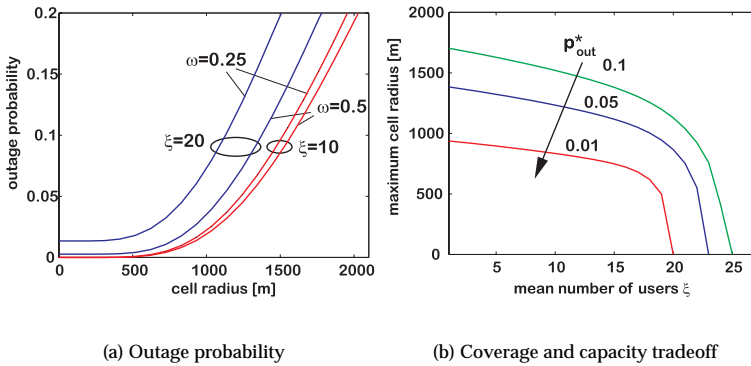 0.2
0.15
0.1
0.05
0
outage probability
ω=0.25
ω=0.5
ξ=20
ξ=10
0 500 1000 1500 2000
cell radius [m]
(a) Outage probability
2000
1500
1000
500
0
maximum cell radius [m]
p*out
0.1
0.05
0.01
5 10 15 20 25
mean number of users ξ
(b) Coverage and capacity tradeoff